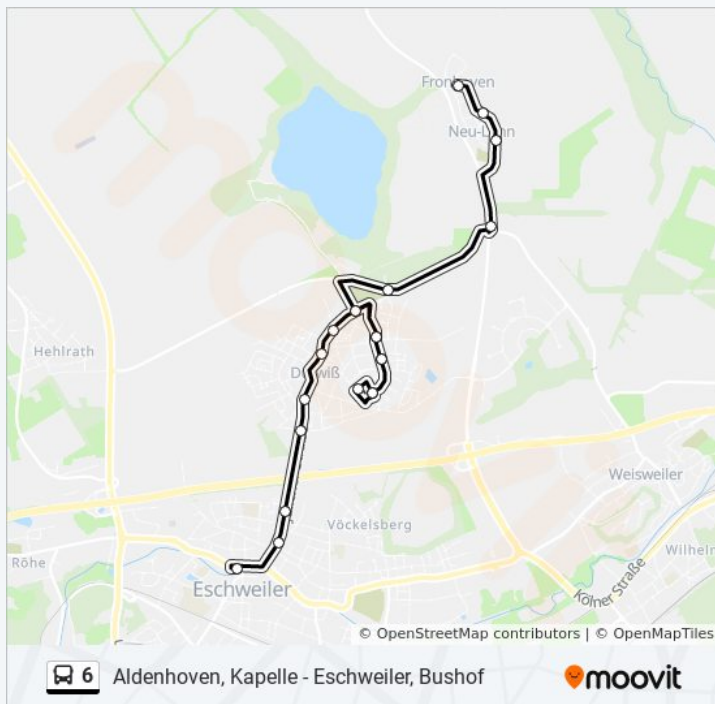 Fronhoven
Neu-Lohn
Hehlrath
Dürwiß
Weisweiler
Vöckelsberg
Röhe
Wilhelm
Eschweiler
Kölner Straße
© OpenStreetMap contributors | © OpenMapTiles
6 Aldenhoven, Kapelle - Eschweiler, Bushof
moovit